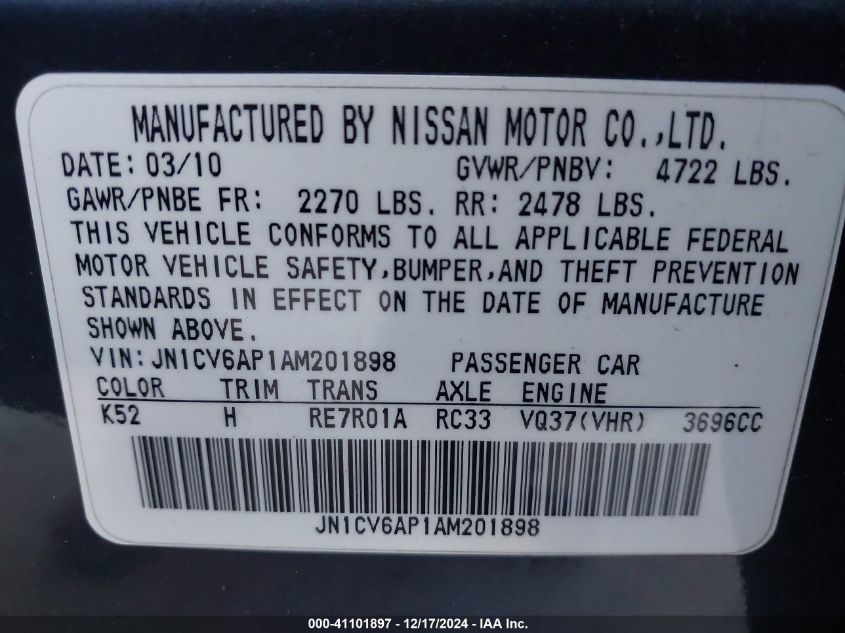 MANUFACTURED BY NISSAN MOTOR CO.,LTD.
DATE: 03/10 GVWR/PNBV: 4722 LBS.
GAWR/PNBE FR: 2270 LBS. RR: 2478 LBS.
THIS VEHICLE CONFORMS TO ALL APPLICABLE FEDERAL
MOTOR VEHICLE SAFETY,BUMPER,AND THEFT PREVENTION
STANDARDS IN EFFECT ON THE DATE OF MANUFACTURE
SHOWN ABOVE.
VIN:JN1CV6AP1AM201898 PASSENGER CAR
COLOR TRIM TRANS AXLE ENGINE
K52 H RE7R01A RC33 VQ37(VHR) 3696CC
JN1CV6AP1AM201898
000-41101897 - 12/17/2024 - IAA Inc.